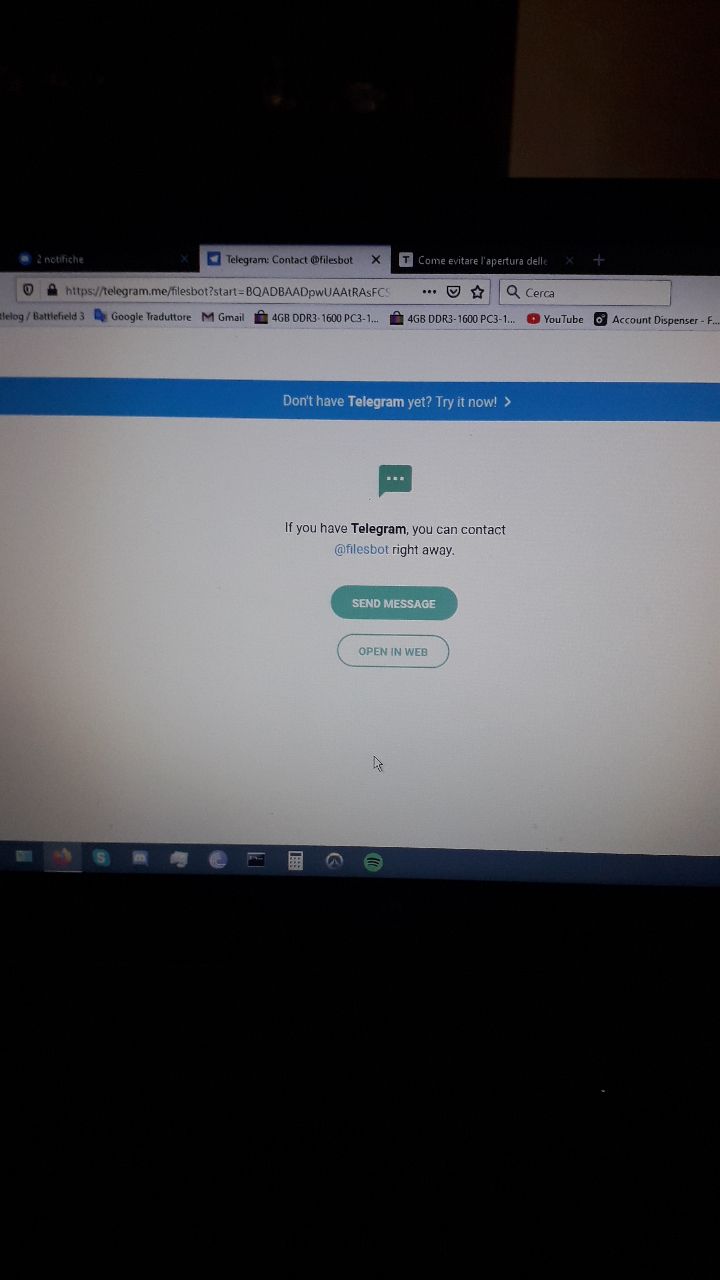 2 notifiche
Telegram: Contact @filesbot
Come evitare l'apertura delle
https://telegram.me/filesbot?start=BQADBAADpwUAAtRAsFCS
Cerca
tlelog / Battlefield 3
Google Traduttore
Gmail
4GB DDR3-1600 PC3-1...
4GB DDR3-1600 PC3-1...
YouTube
Account Dispenser - F...
Don't have Telegram yet? Try it now!
If you have Telegram, you can contact
@filesbot right away.
SEND MESSAGE
OPEN IN WEB